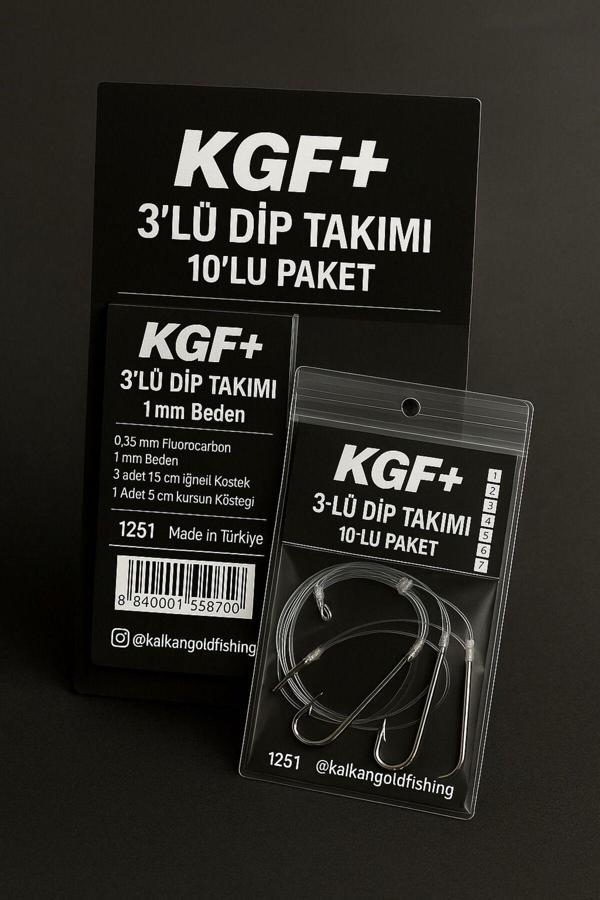 KGF+
3'LÜ DİP TAKIMI
10'LU PAKET
KGF+
3'LÜ DİP TAKIMI
1 mm Beden
0,35 mm Fluorocarbon
1 mm Beden
3 adet 15 cm iğneil Kostek
1 Adet 5 cm kursun Köstegi
1251 Made in Türkiye
8 840001 558700
@kalkangoldfishing
KGF+
3-LÜ DİP TAKIMI
10-LU PAKET
1
2
3
4
5
6
7
1251 @kalkangoldfishing